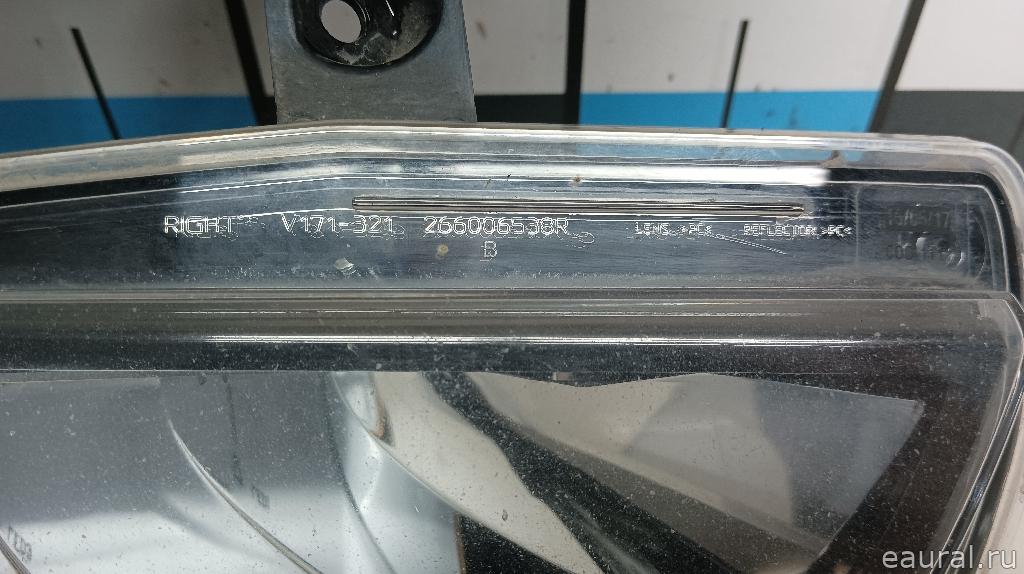 RIGHT V171-321 266006538R LENS >PC< REFLECTOR >PC<
B
eaural.ru